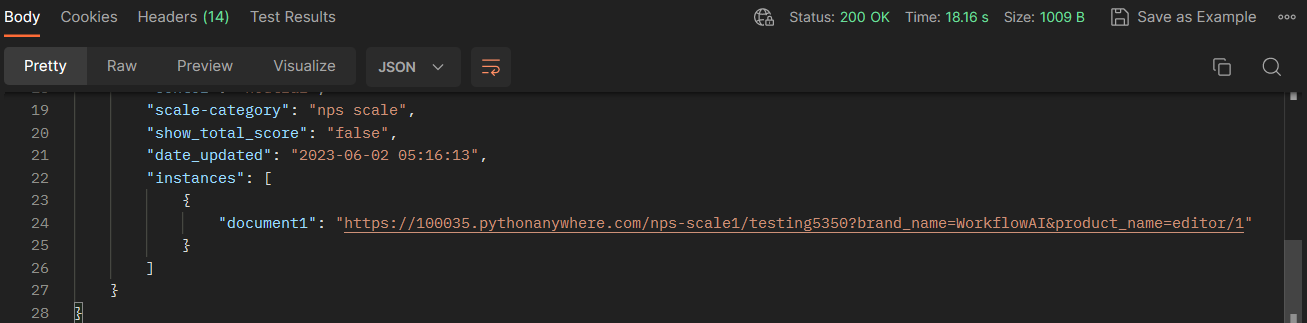 Body Cookies Headers (14) Test Results Status: 200 OK Time: 18.16 s Size: 1009 B Save as Example
Pretty Raw Preview Visualize JSON
19 "scale-category": "nps scale",
20 "show_total_score": "false",
21 "date_updated": "2023-06-02 05:16:13",
22 "instances": [
23 {
24 "document1": "https://100035.pythonanywhere.com/nps-scale1/testing5350?brand_name=WorkflowAI&product_name=editor/1"
25 }
26 ]
27 }
28 }